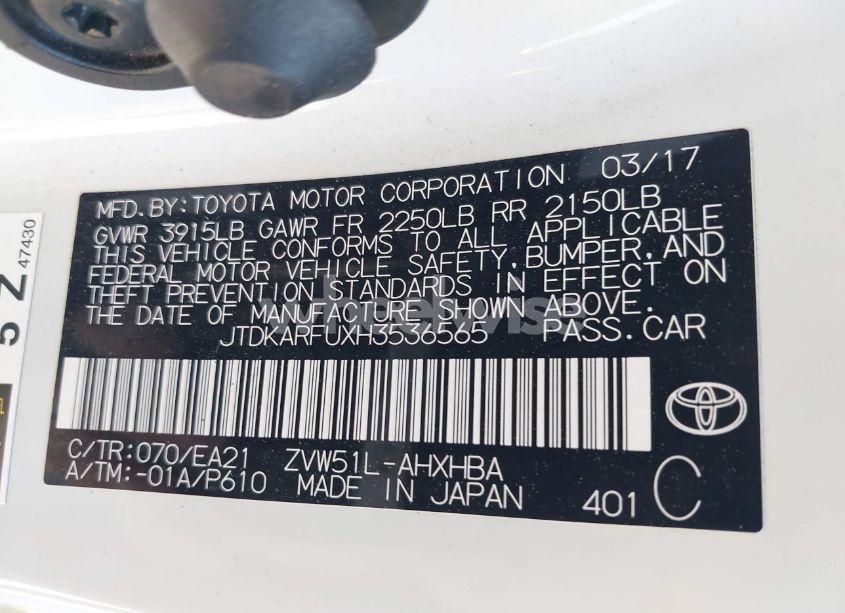 MFD. BY: TOYOTA MOTOR CORPORATION 03/17
GVWR 3915LB GAWR FR 2250LB RR 2150LB
THIS VEHICLE CONFORMS TO ALL APPLICABLE
FEDERAL MOTOR VEHICLE SAFETY, BUMPER, AND
THEFT PREVENTION STANDARDS IN EFFECT ON
THE DATE OF MANUFACTURE SHOWN ABOVE.
JTDKARFUXH3536565 PASS. CAR
C/TR: 070/EA21 ZVW51L-AHXHBA
A/TM: -01A/P610 MADE IN JAPAN 401 C
5 Z
47430